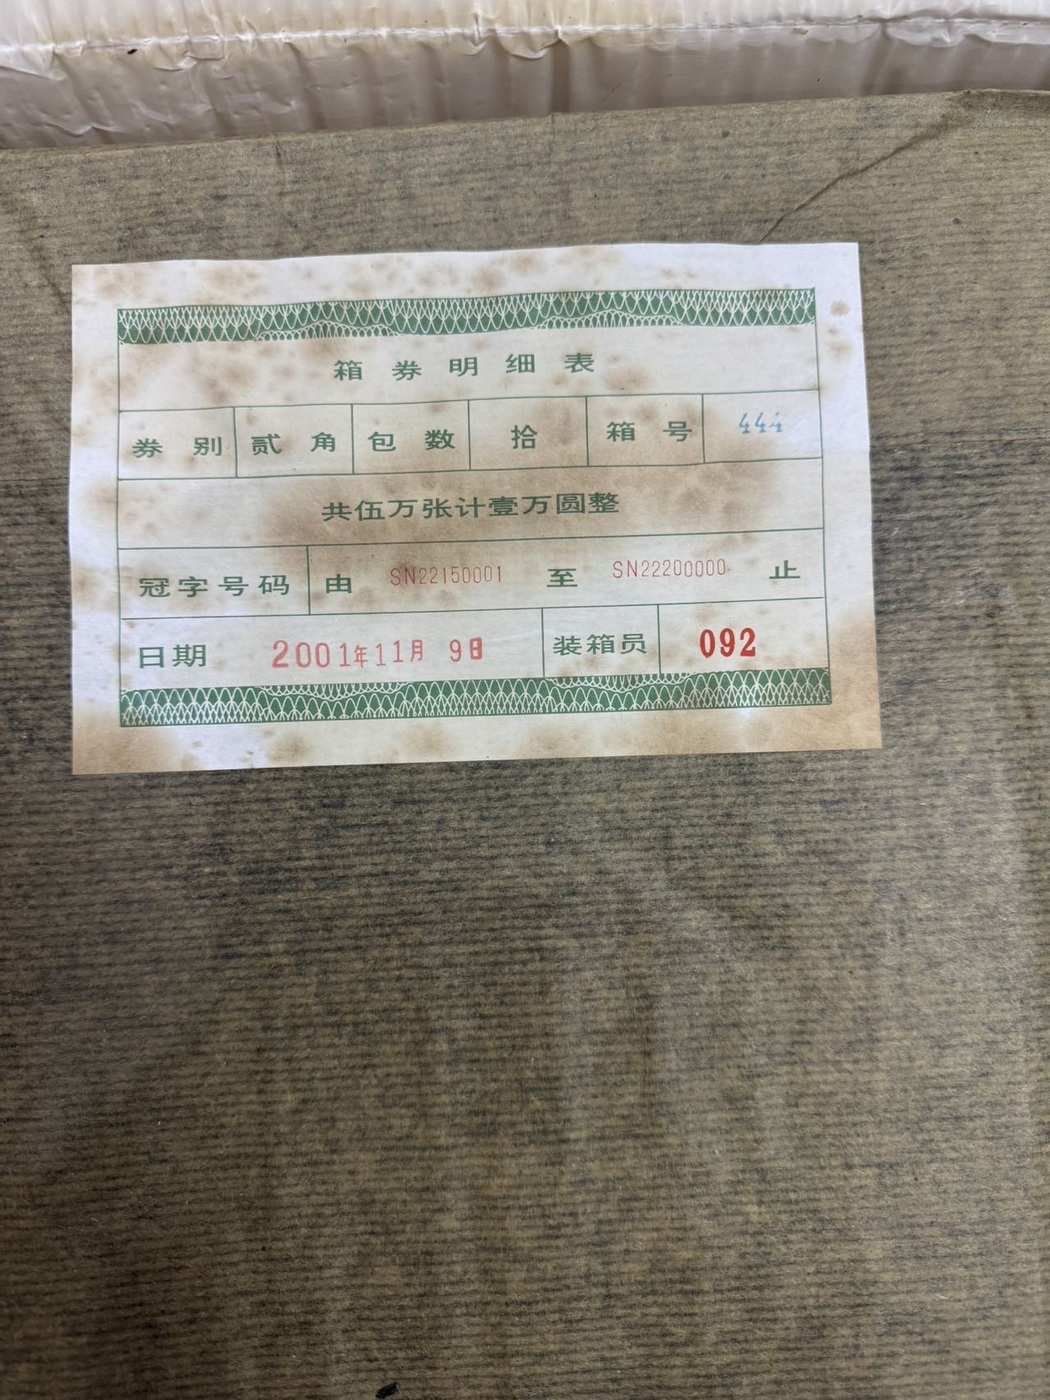 箱券明细表
券别 贰角 包数 拾 箱号 444
共伍万张计壹万圆整
冠字号码 由 SN22150001 至 SN22200000 止
日期 2001年11月 9日 装箱员 092